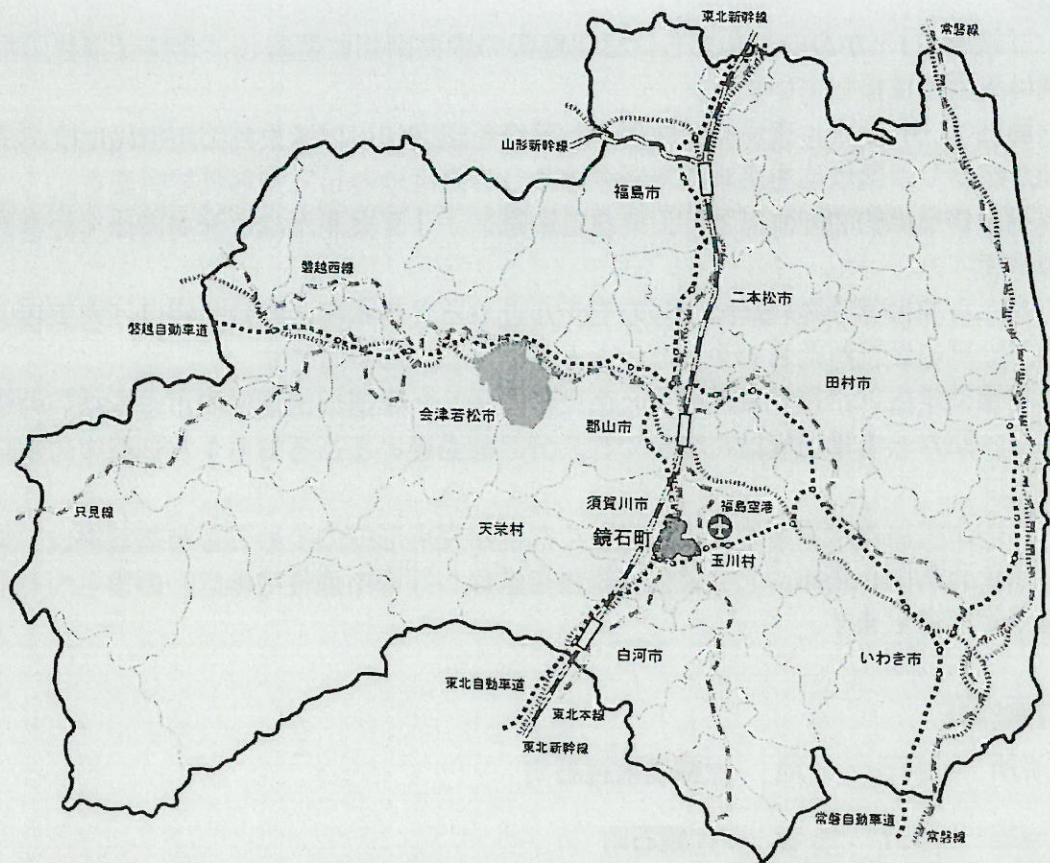 東北新幹線
常磐線
山形新幹線
福島市
磐越西線
二本松市
磐越自動車道
田村市
会津若松市
郡山市
只見線
須賀川市
福島空港
天栄村
鏡石町
玉川村
白河市
いわき市
東北自動車道
東北本線
東北新幹線
常磐自動車道
常磐線